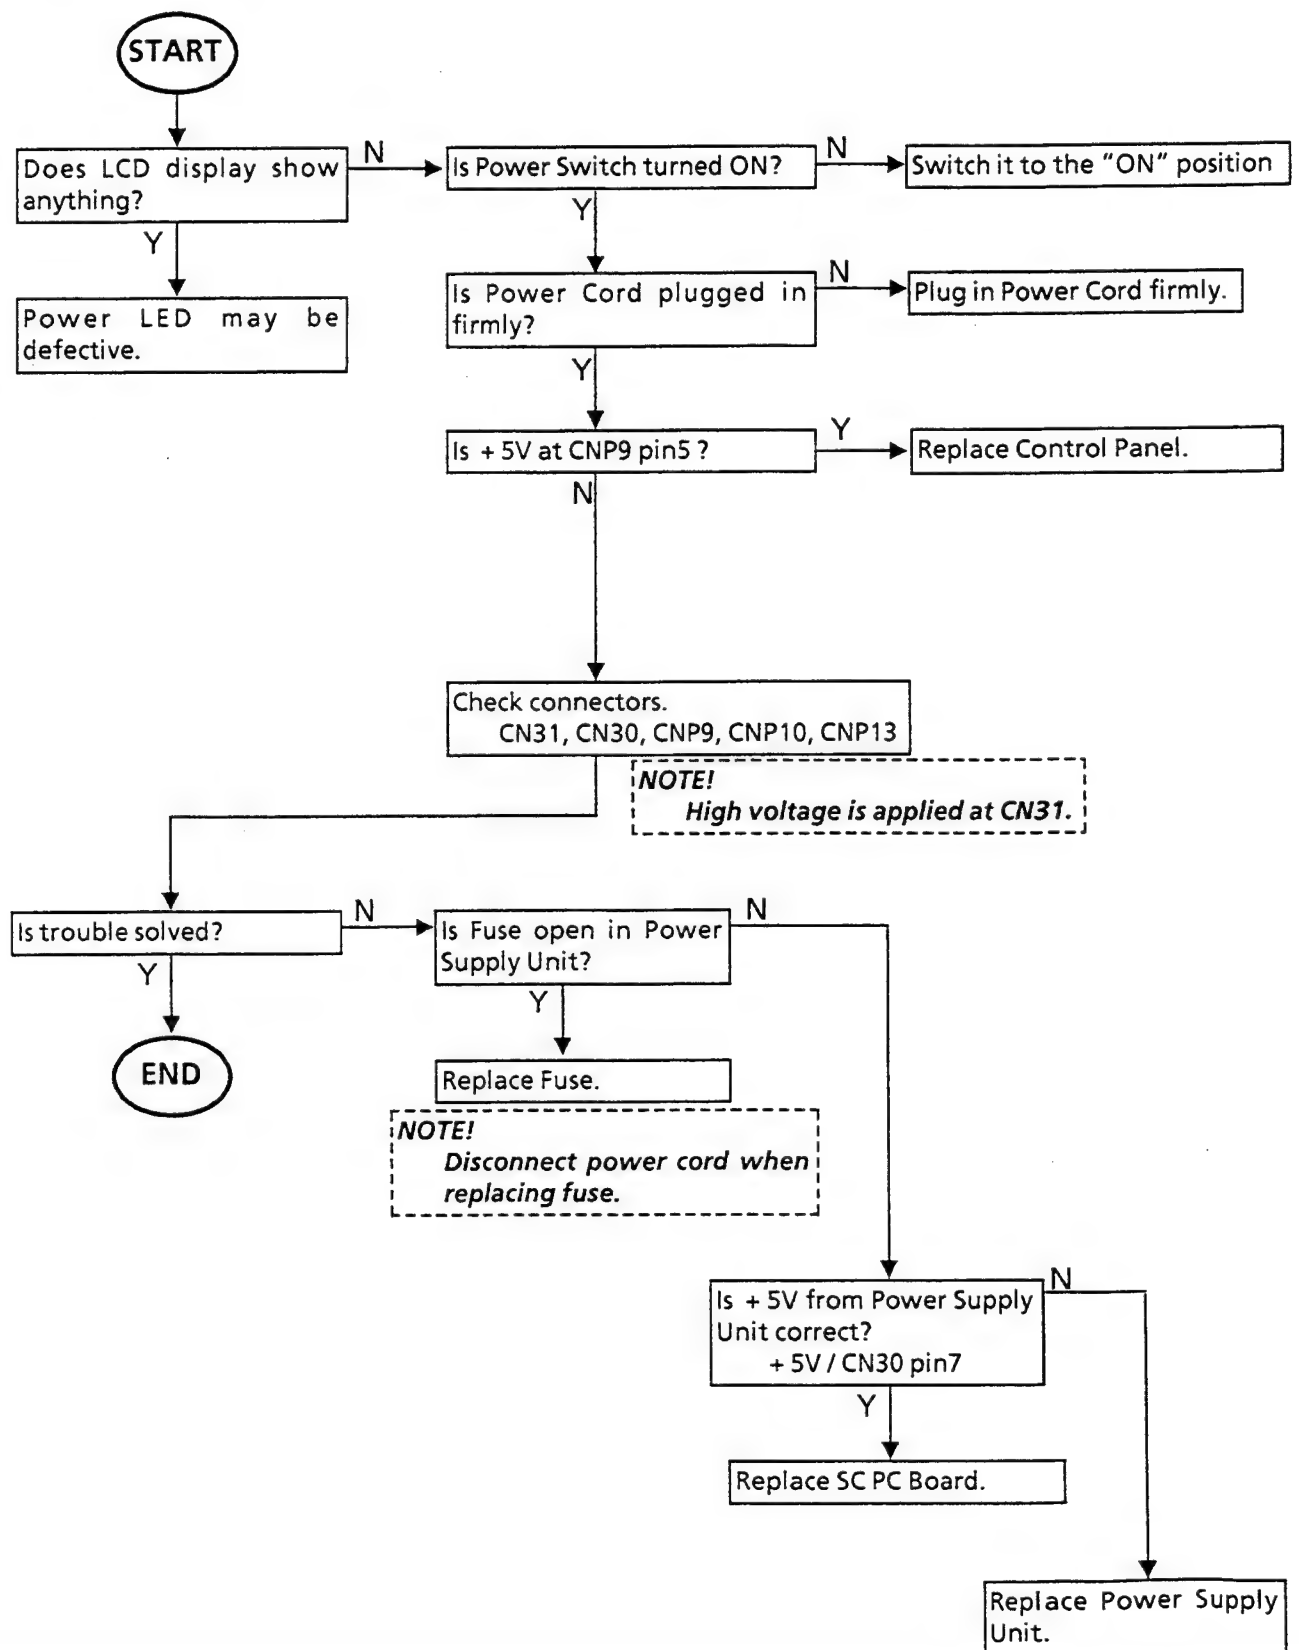 START
Does LCD display show
anything?
N
Is Power Switch turned ON?
N
Switch it to the "ON" position
Y
Power LED may be
defective.
Y
Is Power Cord plugged in
firmly?
N
Plug in Power Cord firmly.
Y
Is + 5V at CNP9 pin5 ?
Y
Replace Control Panel.
N
Check connectors.
CN31, CN30, CNP9, CNP10, CNP13
NOTE!
High voltage is applied at CN31.
Is trouble solved?
N
Is Fuse open in Power
Supply Unit?
N
Y
END
Y
Replace Fuse.
NOTE!
Disconnect power cord when
replacing fuse.
Is + 5V from Power Supply
Unit correct?
+ 5V / CN30 pin7
N
Y
Replace SC PC Board.
Replace Power Supply
Unit.